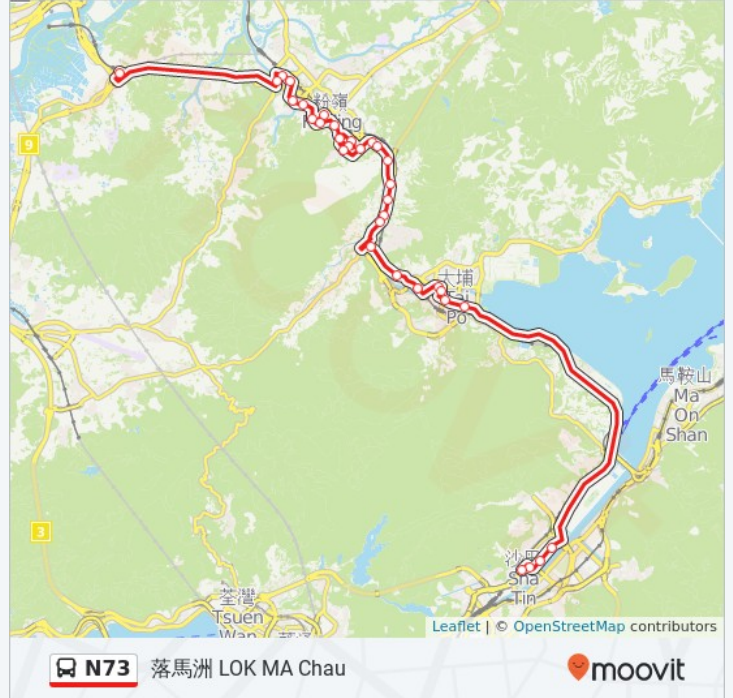 粉嶺
9
大埔
Tai
Po
馬鞍山
Ma
On
Shan
3
沙田
Sha
Tin
荃灣
Tsuen
Wan
Leaflet | © OpenStreetMap contributors
N73 落馬洲 LOK MA Chau
moovit